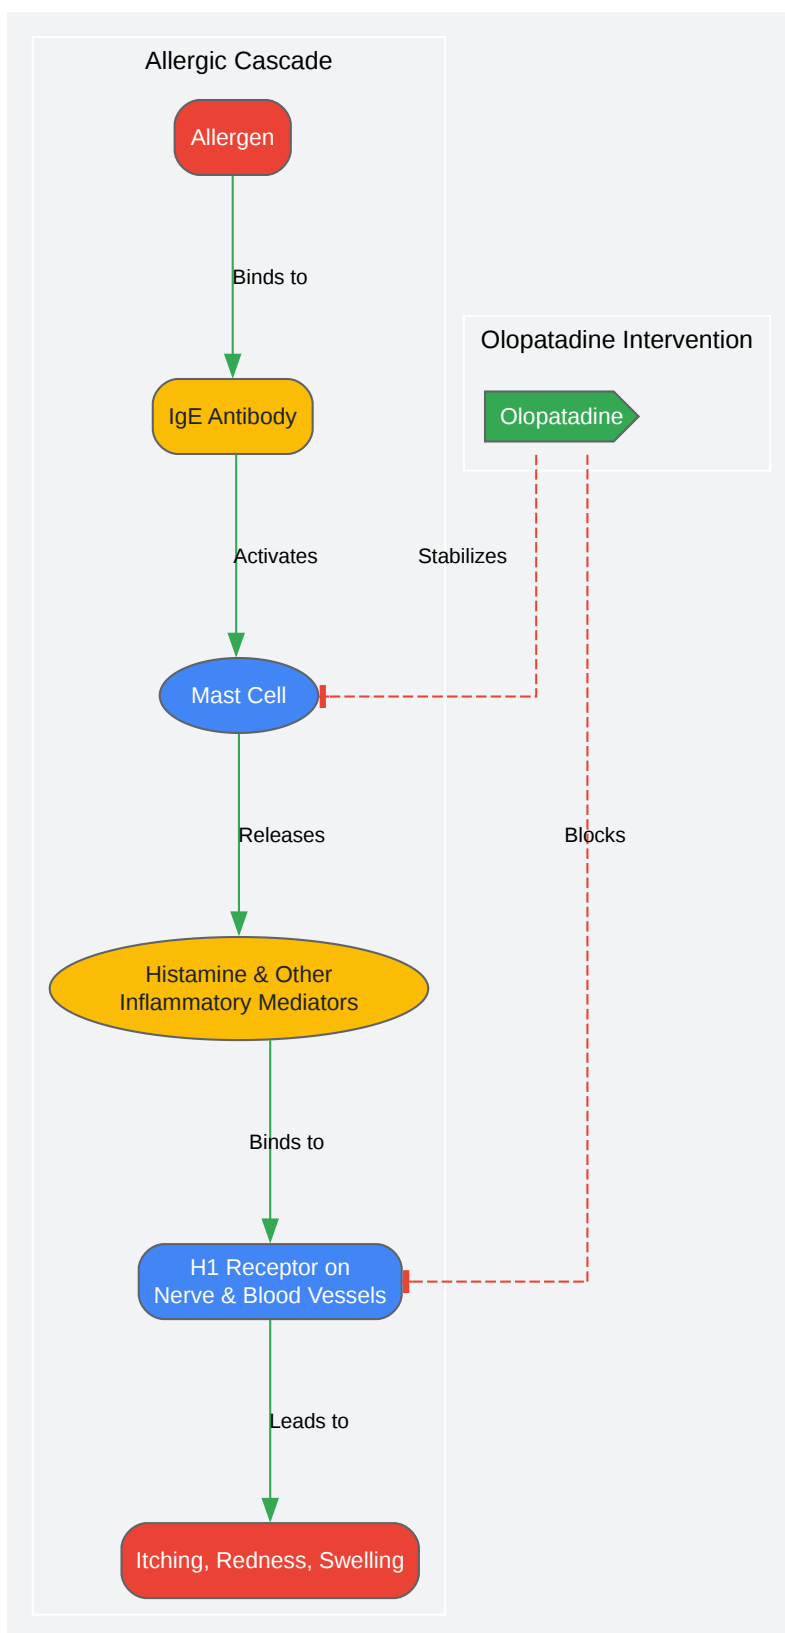 Allergic Cascade
Allergen
Binds to
Olopatadine Intervention
IgE Antibody
Olopatadine
Activates
Stabilizes
Mast Cell
Releases
Blocks
Histamine & Other
Inflammatory Mediators
Binds to
H1 Receptor on
Nerve & Blood Vessels
Leads to
Itching, Redness, Swelling